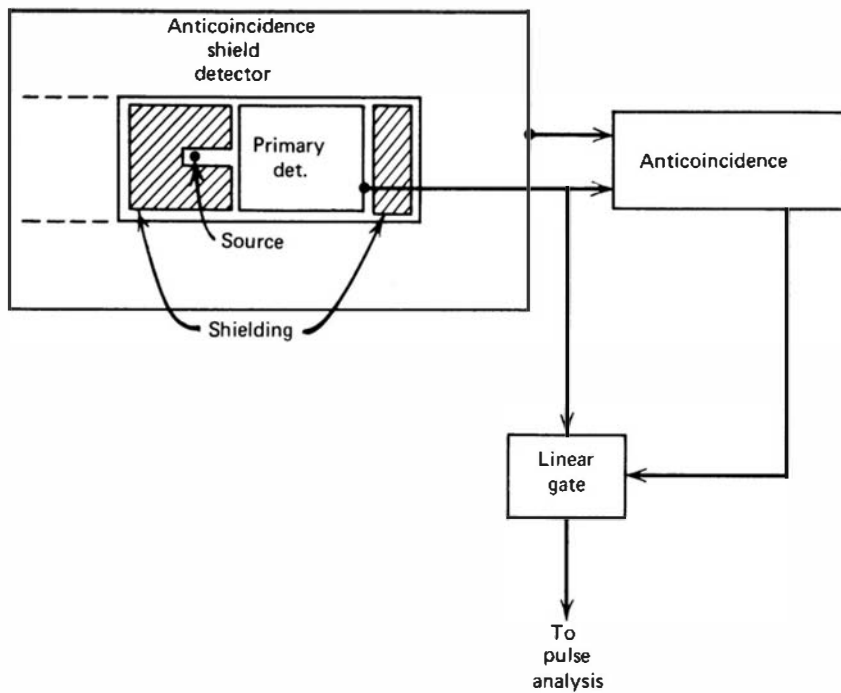 Anticoincidence
shield
detector
Primary
det.
Anticoincidence
Source
Shielding
Linear
gate
To
pulse
analysis